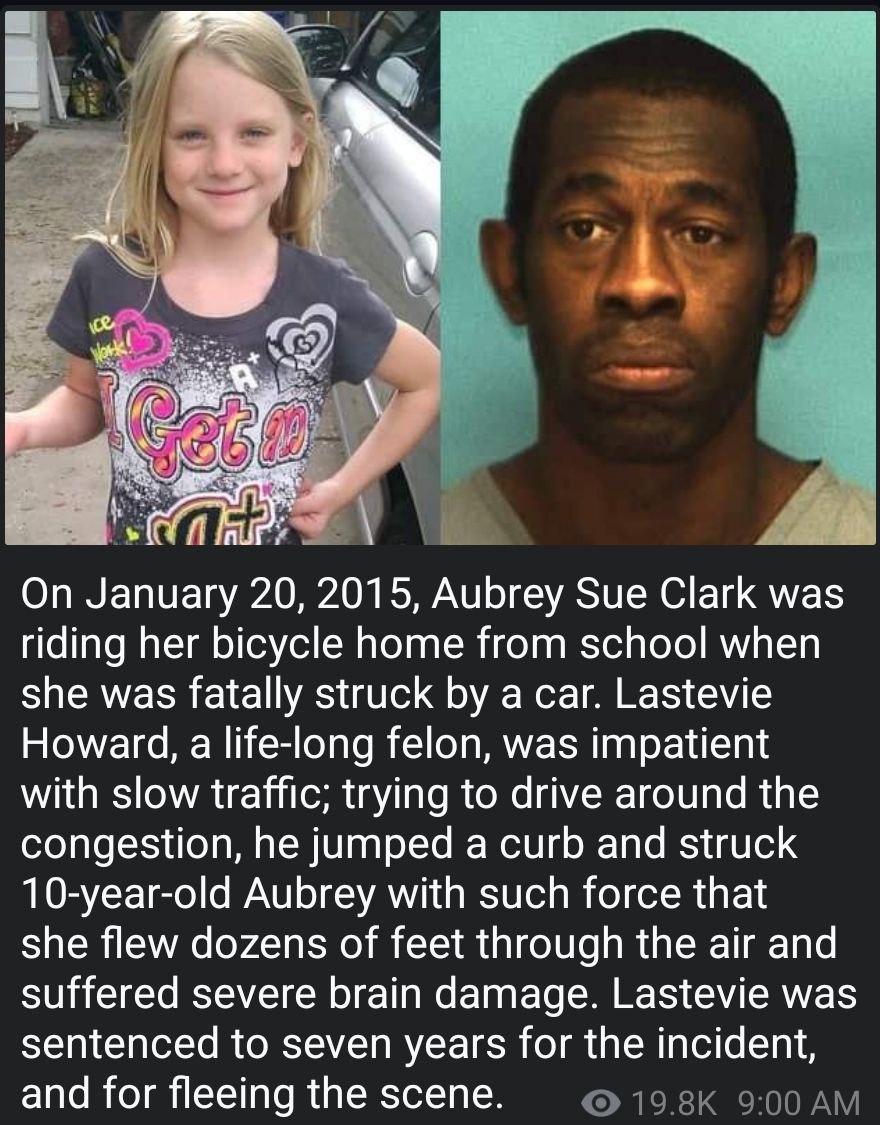 ice
Work!
A+
I Get an
A+
On January 20, 2015, Aubrey Sue Clark was
riding her bicycle home from school when
she was fatally struck by a car. Lastevie
Howard, a life-long felon, was impatient
with slow traffic; trying to drive around the
congestion, he jumped a curb and struck
10-year-old Aubrey with such force that
she flew dozens of feet through the air and
suffered severe brain damage. Lastevie was
sentenced to seven years for the incident,
and for fleeing the scene.
19.8K 9:00 AM